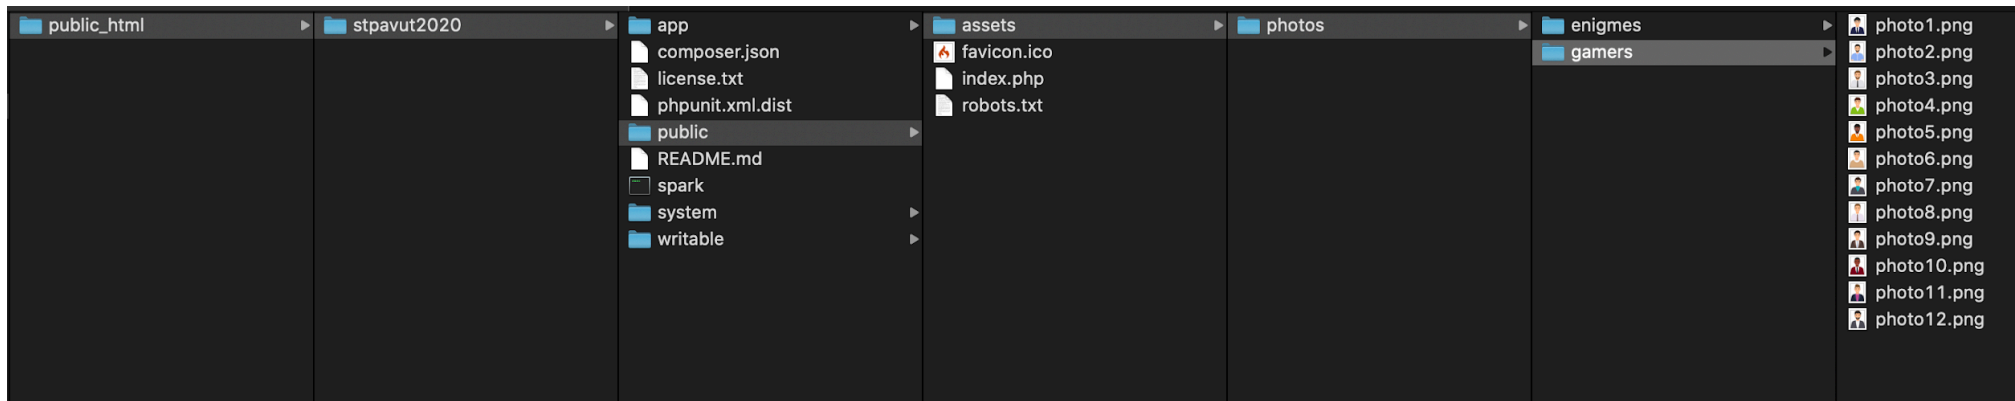 public_html
stpavut2020
app
composer.json
license.txt
phpunit.xml.dist
public
README.md
spark
system
writable
assets
favicon.ico
index.php
robots.txt
photos
enigmes
gamers
photo1.png
photo2.png
photo3.png
photo4.png
photo5.png
photo6.png
photo7.png
photo8.png
photo9.png
photo10.png
photo11.png
photo12.png